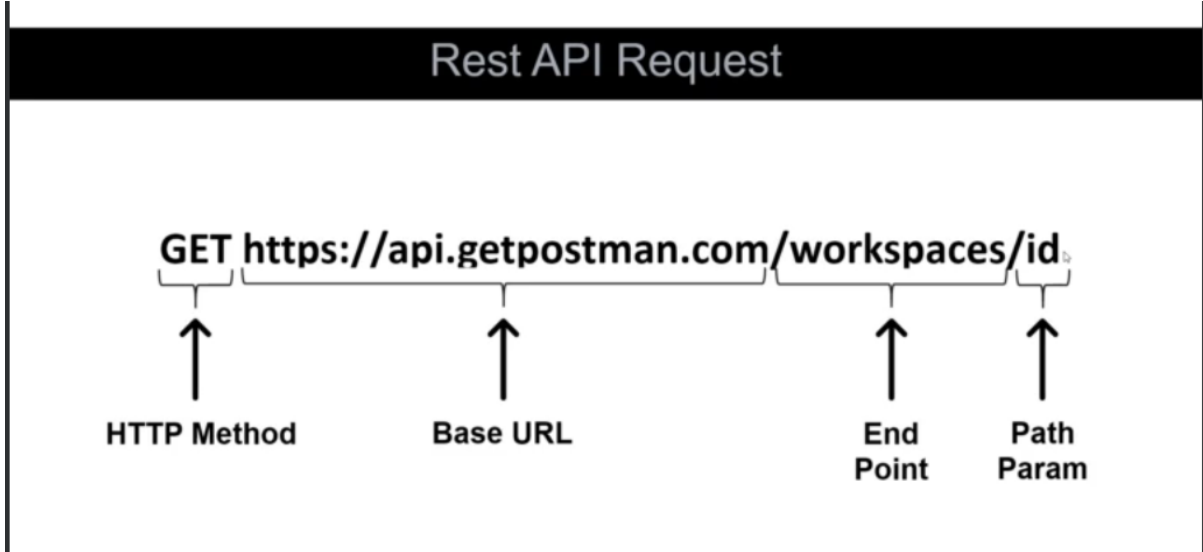 Rest API Request
GET https://api.getpostman.com/workspaces/id
HTTP Method
Base URL
End
Point
Path
Param